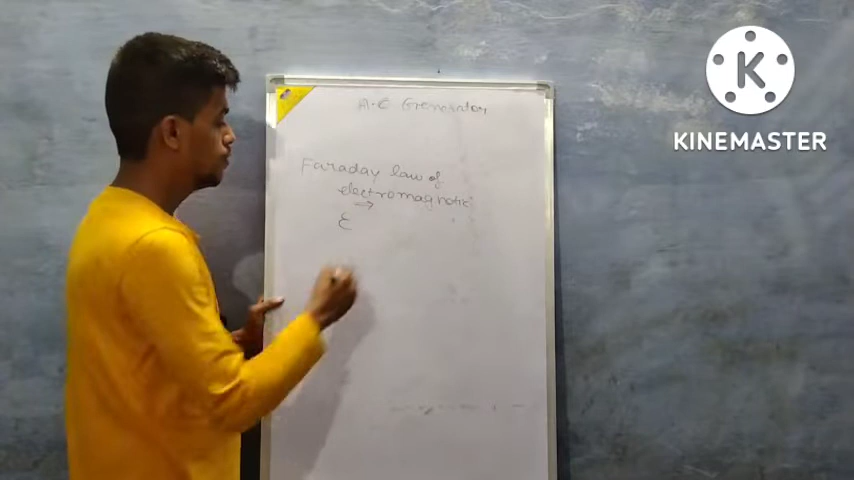 A.C Generator
Faraday law of
electromagnetic
→
ε
K
KINEMASTER